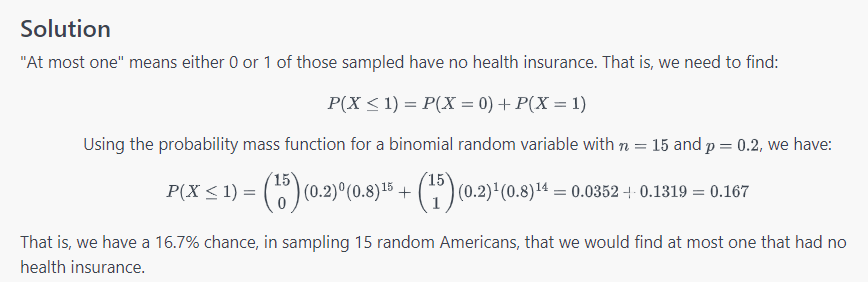 Solution
"At most one" means either 0 or 1 of those sampled have no health insurance. That is, we need to find:
P(X ≤ 1) = P(X = 0) + P(X = 1)
Using the probability mass function for a binomial random variable with n = 15 and p = 0.2, we have:
P(X ≤ 1) = (15 0)(0.2)⁰(0.8)¹⁵ + (15 1)(0.2)¹(0.8)¹⁴ = 0.0352 + 0.1319 = 0.167
That is, we have a 16.7% chance, in sampling 15 random Americans, that we would find at most one that had no
health insurance.